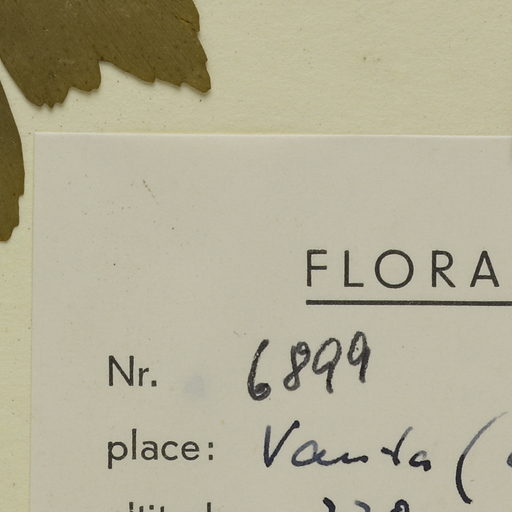 FLORA
Nr. 6899
place: Vanda (